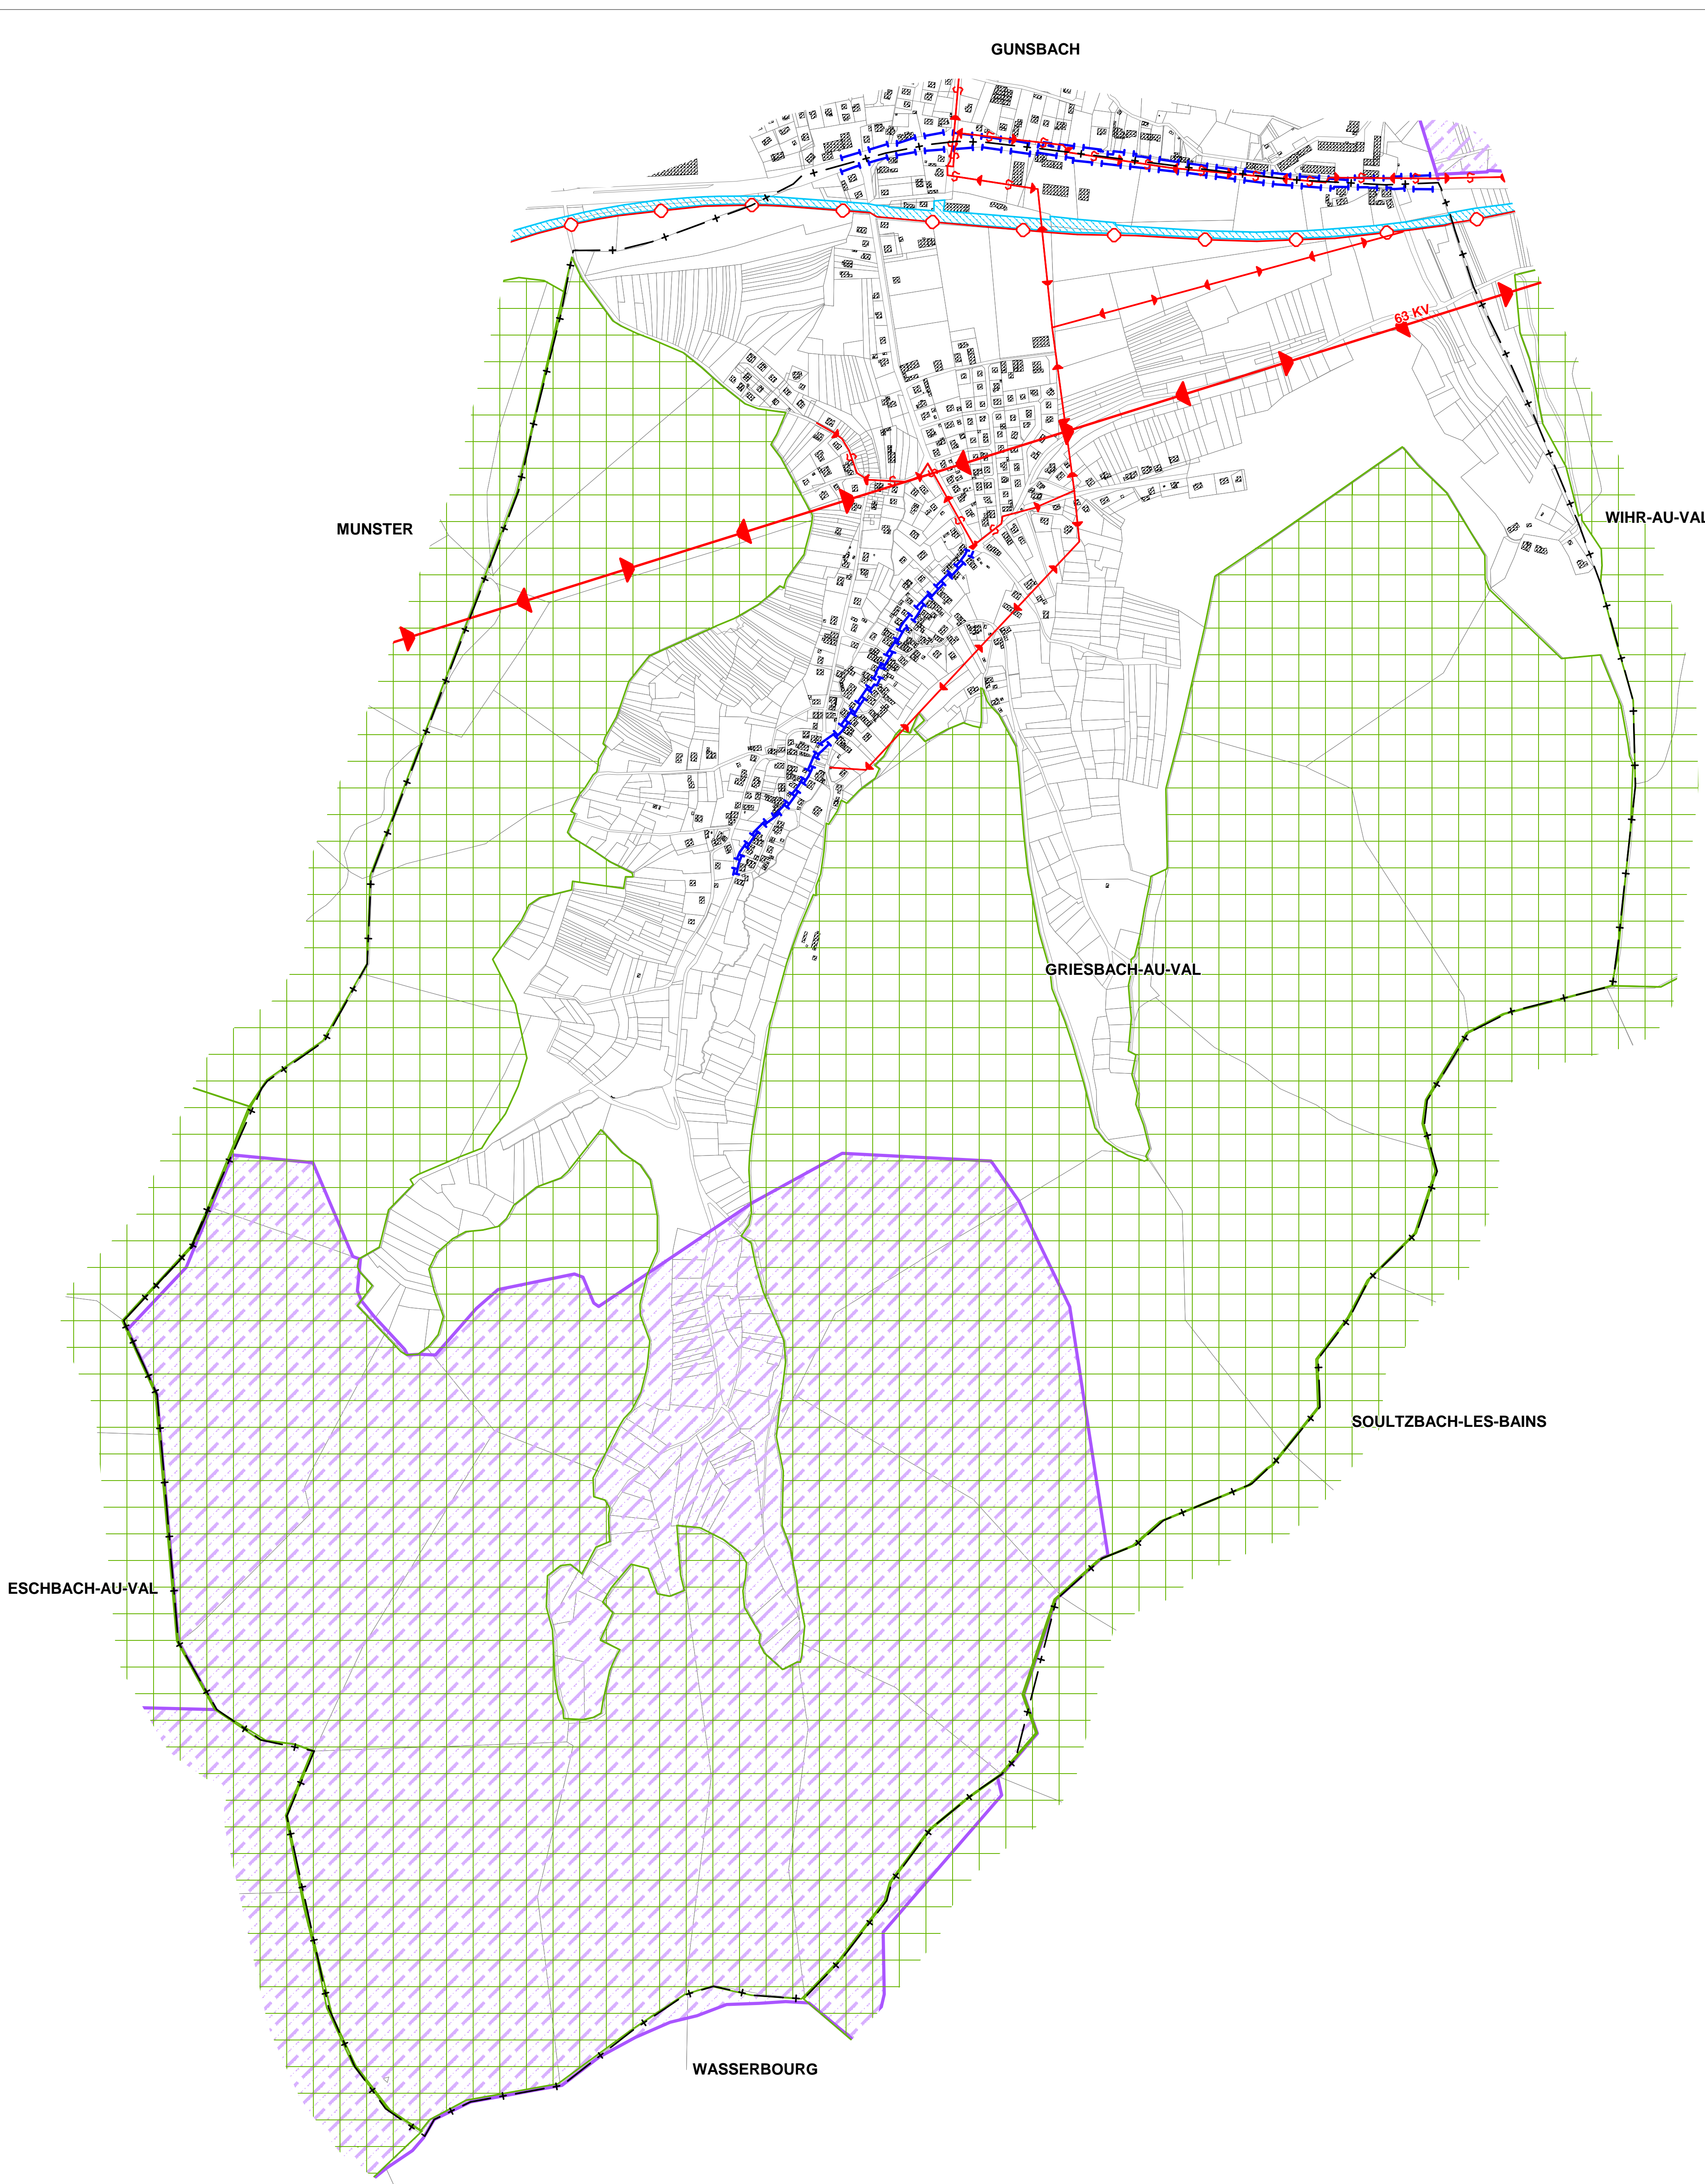 GUNSBACH
63 KV
MUNSTER
WIHR-AU-VAL
GRIESBACH-AU-VAL
SOULTZBACH-LES-BAINS
ESCHBACH-AU-VAL
WASSERBOURG